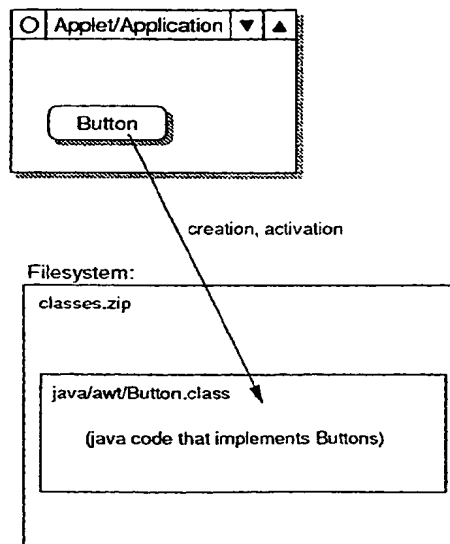 Applet/Application
Button
creation, activation
Filesystem:
classes.zip
java/awt/Button.class
(java code that implements Buttons)